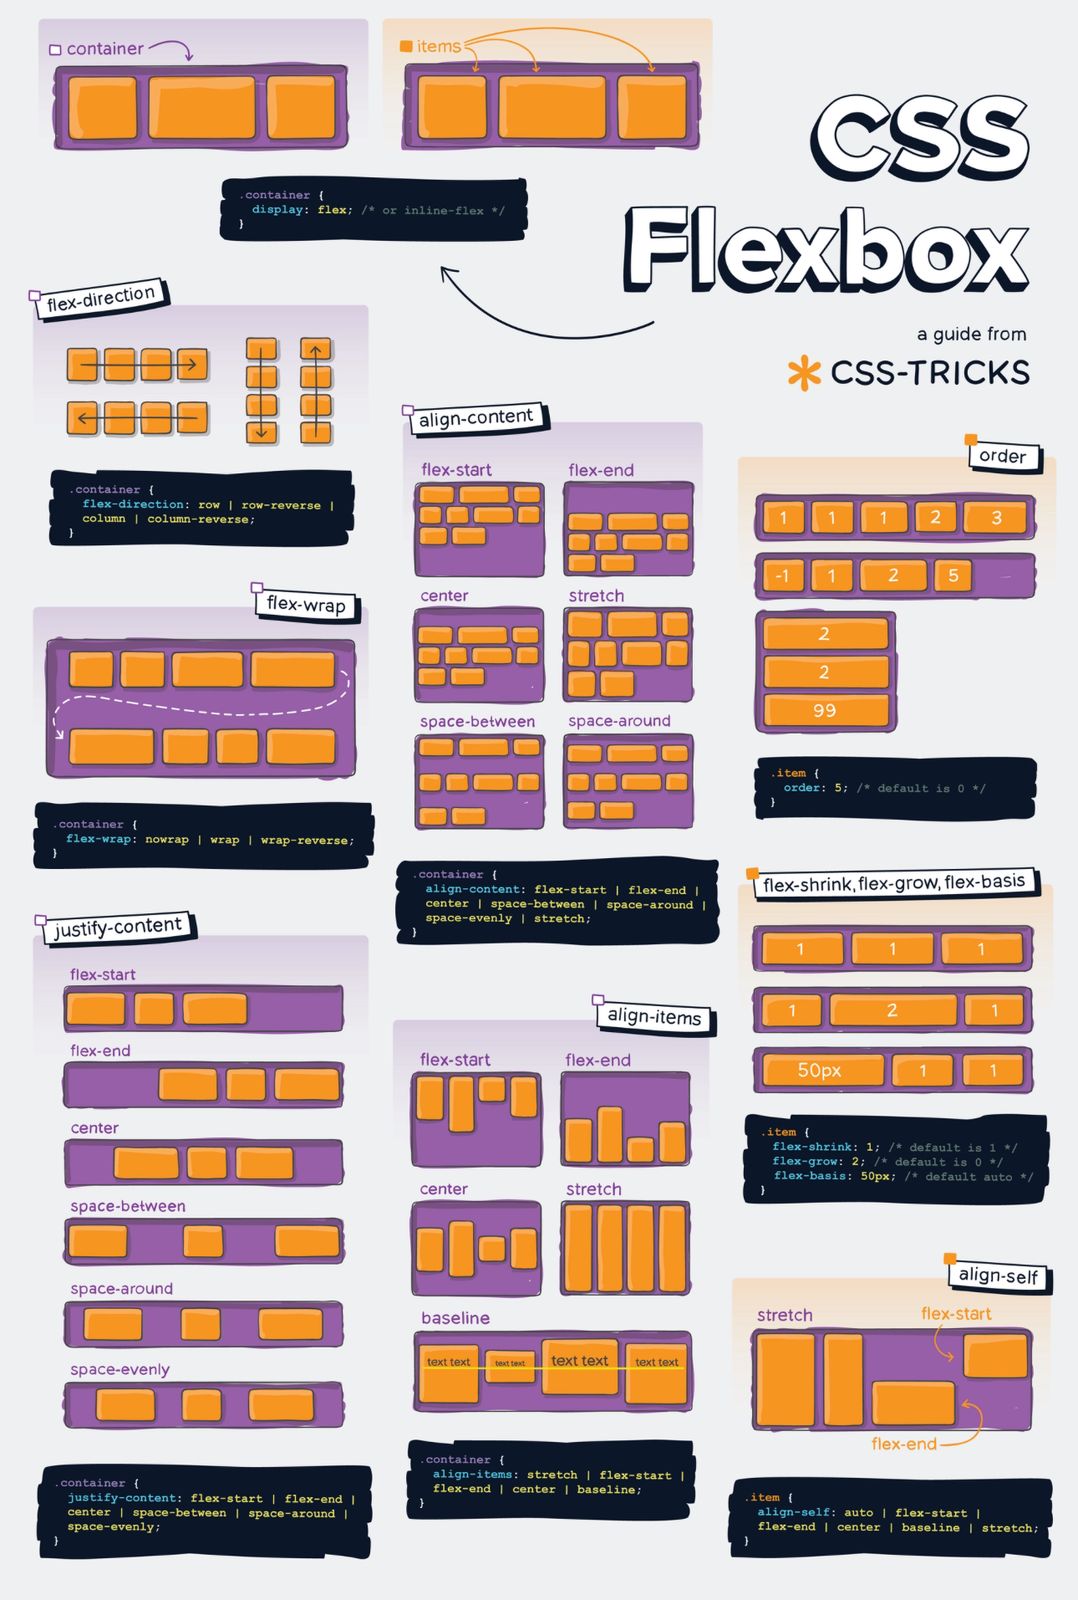 container
items
CSS
Flexbox
a guide from
CSS-TRICKS
.container {
display: flex; /* or inline-flex */
}
flex-direction
.container {
flex-direction: row | row-reverse |
column | column-reverse;
}
flex-wrap
.container {
flex-wrap: nowrap | wrap | wrap-reverse;
}
justify-content
flex-start
flex-end
center
space-between
space-around
space-evenly
.container {
justify-content: flex-start | flex-end |
center | space-between | space-around |
space-evenly;
}
align-content
flex-start flex-end
center stretch
space-between space-around
.container {
align-content: flex-start | flex-end |
center | space-between | space-around |
space-evenly | stretch;
}
align-items
flex-start flex-end
center stretch
baseline
text text text text text text text text
.container {
align-items: stretch | flex-start |
flex-end | center | baseline;
}
order
1 1 1 2 3
-1 1 2 5
2
2
99
.item {
order: 5; /* default is 0 */
}
flex-shrink, flex-grow, flex-basis
1 1 1
1 2 1
50px 1 1
.item {
flex-shrink: 1; /* default is 1 */
flex-grow: 2; /* default is 0 */
flex-basis: 50px; /* default auto */
}
align-self
stretch flex-start
flex-end
.item {
align-self: auto | flex-start |
flex-end | center | baseline | stretch;
}